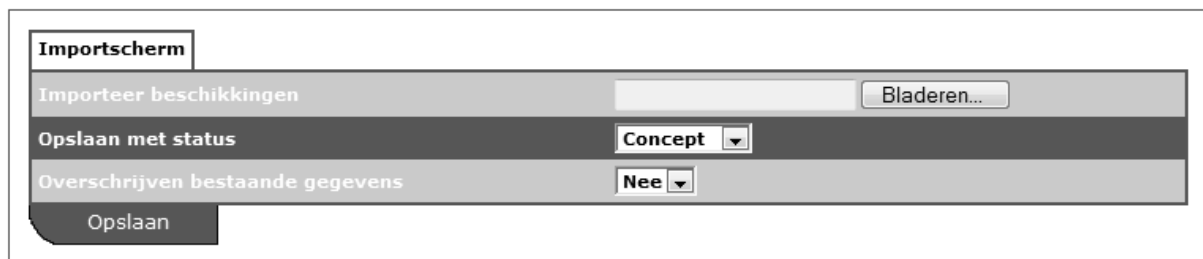 Importscherm
Importeer beschikkingen Bladeren...
Opslaan met status Concept
Overschrijven bestaande gegevens Nee
Opslaan